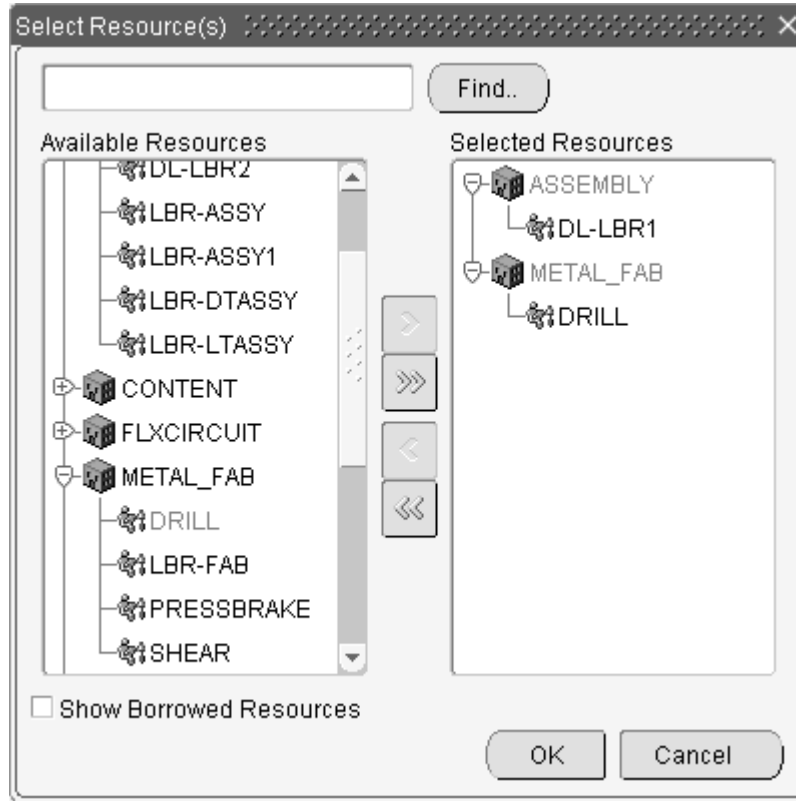 Select Resource(s)
Find..
Available Resources
DL-LBR2
LBR-ASSY
LBR-ASSY1
LBR-DTASSY
LBR-LTASSY
CONTENT
FLXCIRCUIT
METAL_FAB
DRILL
LBR-FAB
PRESSBRAKE
SHEAR
Selected Resources
ASSEMBLY
DL-LBR1
METAL_FAB
DRILL
Show Borrowed Resources
OK
Cancel